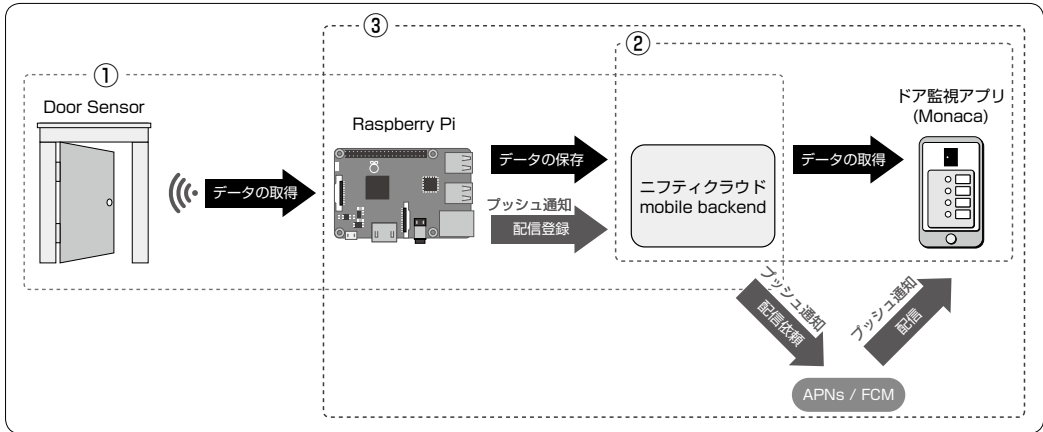 ③
②
①
Door Sensor
ドア監視アプリ
(Monaca)
Raspberry Pi
データの保存
データの取得
データの取得
ニフティクラウド
mobile backend
プッシュ通知
配信登録
プッシュ通知
配信依頼
プッシュ通知
配信
APNs / FCM